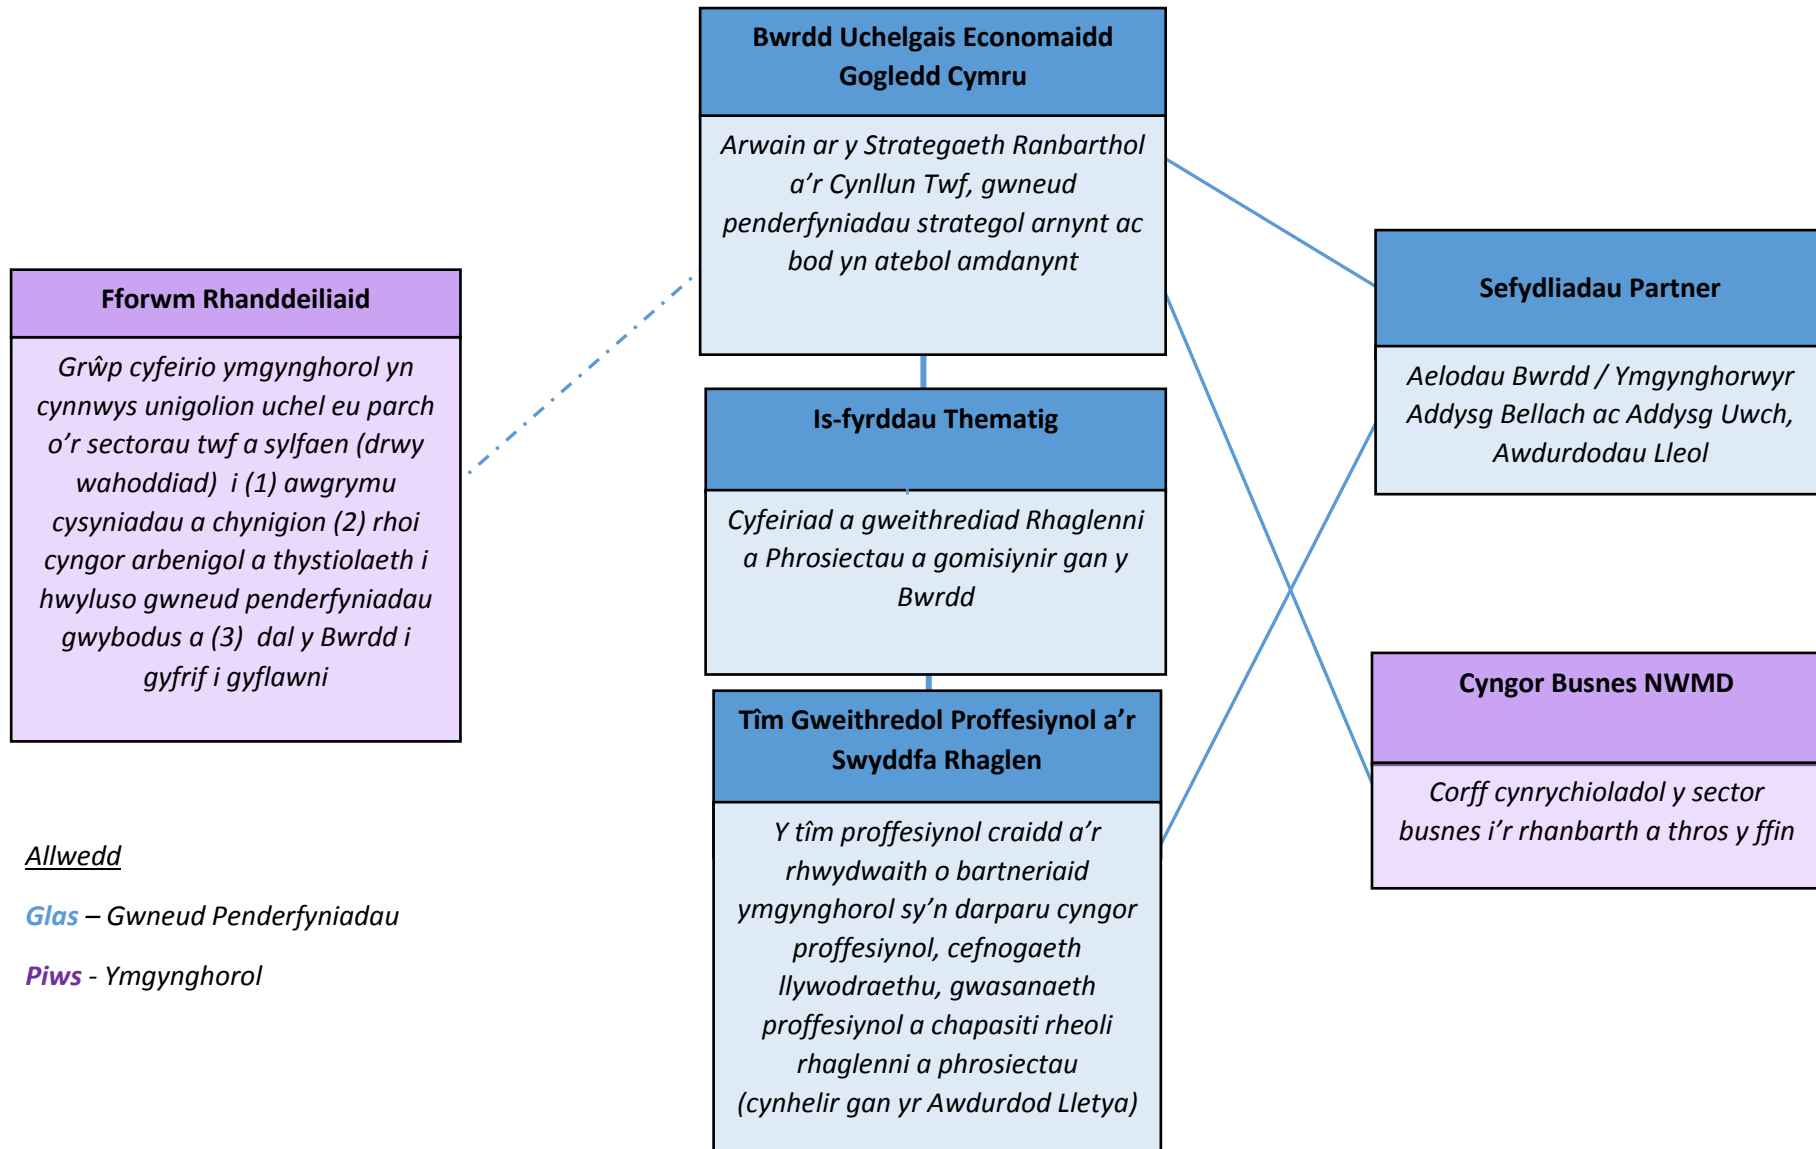 Bwrdd Uchelgais Economaidd
Gogledd Cymru
Arwain ar y Strategaeth Ranbarthol
a’r Cynllun Twf, gwneud
penderfyniadau strategol arnynt ac
bod yn atebol amdanynt
Fforwm Rhanddeiliaid
Grŵp cyfeirio ymgynghorol yn
cynnwys unigolion uchel eu parch
o’r sectorau twf a sylfaen (drwy
wahoddiad) i (1) awgrymu
cysyniadau a chynigion (2) rhoi
cyngor arbenigol a thystiolaeth i
hwyluso gwneud penderfyniadau
gwybodus a (3) dal y Bwrdd i
gyfrif i gyflawni
Sefydliadau Partner
Aelodau Bwrdd / Ymgynghorwyr
Addysg Bellach ac Addysg Uwch,
Awdurdodau Lleol
Is-fyrddau Thematig
Cyfeiriad a gweithrediad Rhaglenni
a Phrosiectau a gomisiynir gan y
Bwrdd
Cyngor Busnes NWMD
Corff cynrychioladol y sector
busnes i’r rhanbarth a thros y ffin
Tîm Gweithredol Proffesiynol a’r
Swyddfa Rhaglen
Y tîm proffesiynol craidd a’r
rhwydwaith o bartneriaid
ymgynghorol sy’n darparu cyngor
proffesiynol, cefnogaeth
llywodraethu, gwasanaeth
proffesiynol a chapasiti rheoli
rhaglenni a phrosiectau
(cynhelir gan yr Awdurdod Lletya)
Allwedd
Glas – Gwneud Penderfyniadau
Piws - Ymgynghorol